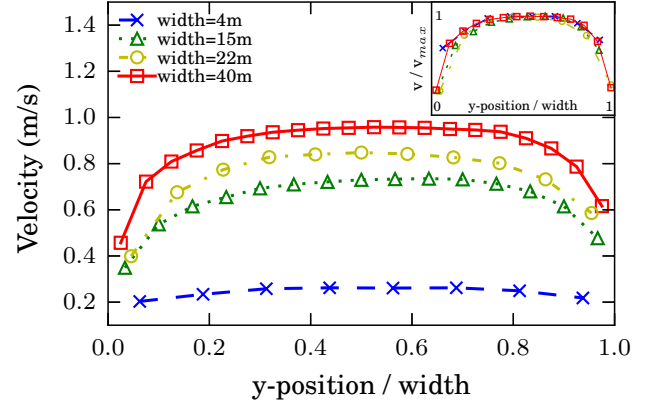 width=4m
width=15m
width=22m
width=40m
1.4
1.2
1.0
0.8
0.6
0.4
0.2
Velocity (m/s)
0.0 0.2 0.4 0.6 0.8 1.0
y-position / width
1
0
v / vmax
0 1
y-position / width